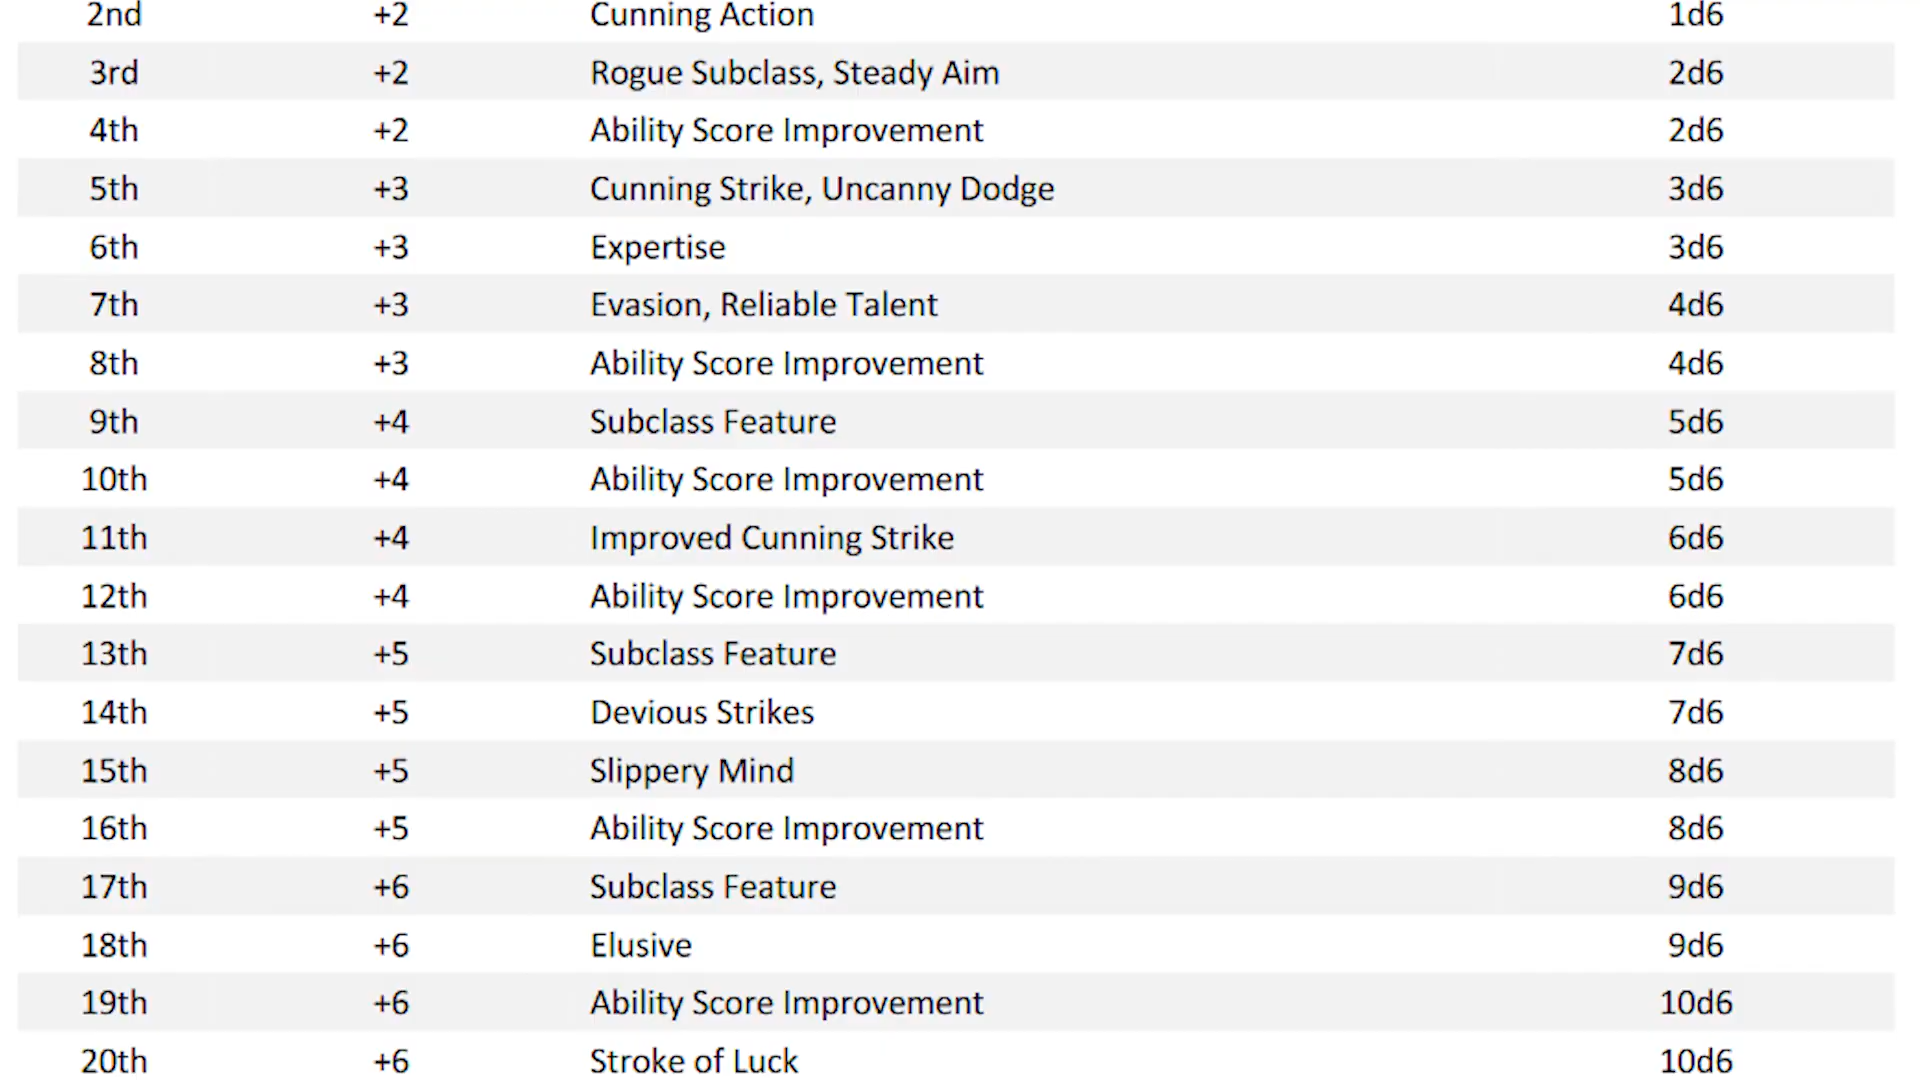 2nd +2 Cunning Action 1d6
3rd +2 Rogue Subclass, Steady Aim 2d6
4th +2 Ability Score Improvement 2d6
5th +3 Cunning Strike, Uncanny Dodge 3d6
6th +3 Expertise 3d6
7th +3 Evasion, Reliable Talent 4d6
8th +3 Ability Score Improvement 4d6
9th +4 Subclass Feature 5d6
10th +4 Ability Score Improvement 5d6
11th +4 Improved Cunning Strike 6d6
12th +4 Ability Score Improvement 6d6
13th +5 Subclass Feature 7d6
14th +5 Devious Strikes 7d6
15th +5 Slippery Mind 8d6
16th +5 Ability Score Improvement 8d6
17th +6 Subclass Feature 9d6
18th +6 Elusive 9d6
19th +6 Ability Score Improvement 10d6
20th +6 Stroke of Luck 10d6